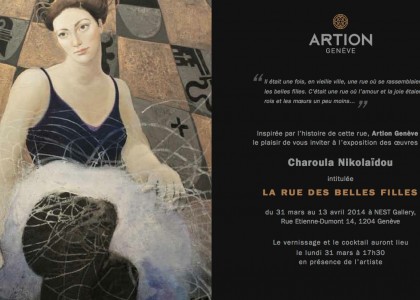 ARTION
GENÈVE
“ Il était une fois, en vieille ville, une rue où se rassemblaien
les belles filles. C'était une rue où l'amour et la joie étaien
rois et les mœurs un peu moins... ”
Inspirée par l'histoire de cette rue, Artion Genève
le plaisir de vous inviter à l'exposition des œuvres
Charoula Nikolaïdou
intitulée
LA RUE DES BELLES FILLES
du 31 mars au 13 avril 2014 à NEST Gallery,
Rue Etienne-Dumont 14, 1204 Genève
Le vernissage et le cocktail auront lieu
le lundi 31 mars à 17h30
en présence de l'artiste